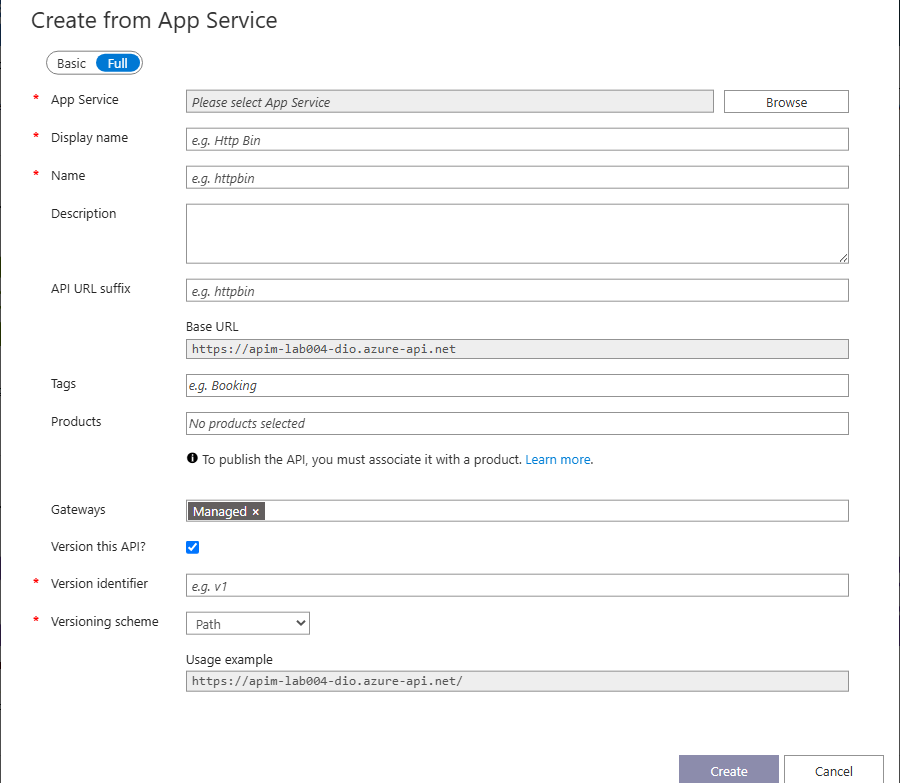 Create from App Service
Basic Full
* App Service Please select App Service Browse
* Display name e.g. Http Bin
* Name e.g. httpbin
Description
API URL suffix e.g. httpbin
Base URL
https://apim-lab004-dio.azure-api.net
Tags e.g. Booking
Products No products selected
To publish the API, you must associate it with a product. Learn more.
Gateways Managed ×
Version this API?
* Version identifier e.g. v1
* Versioning scheme Path
Usage example
https://apim-lab004-dio.azure-api.net/
Create Cancel